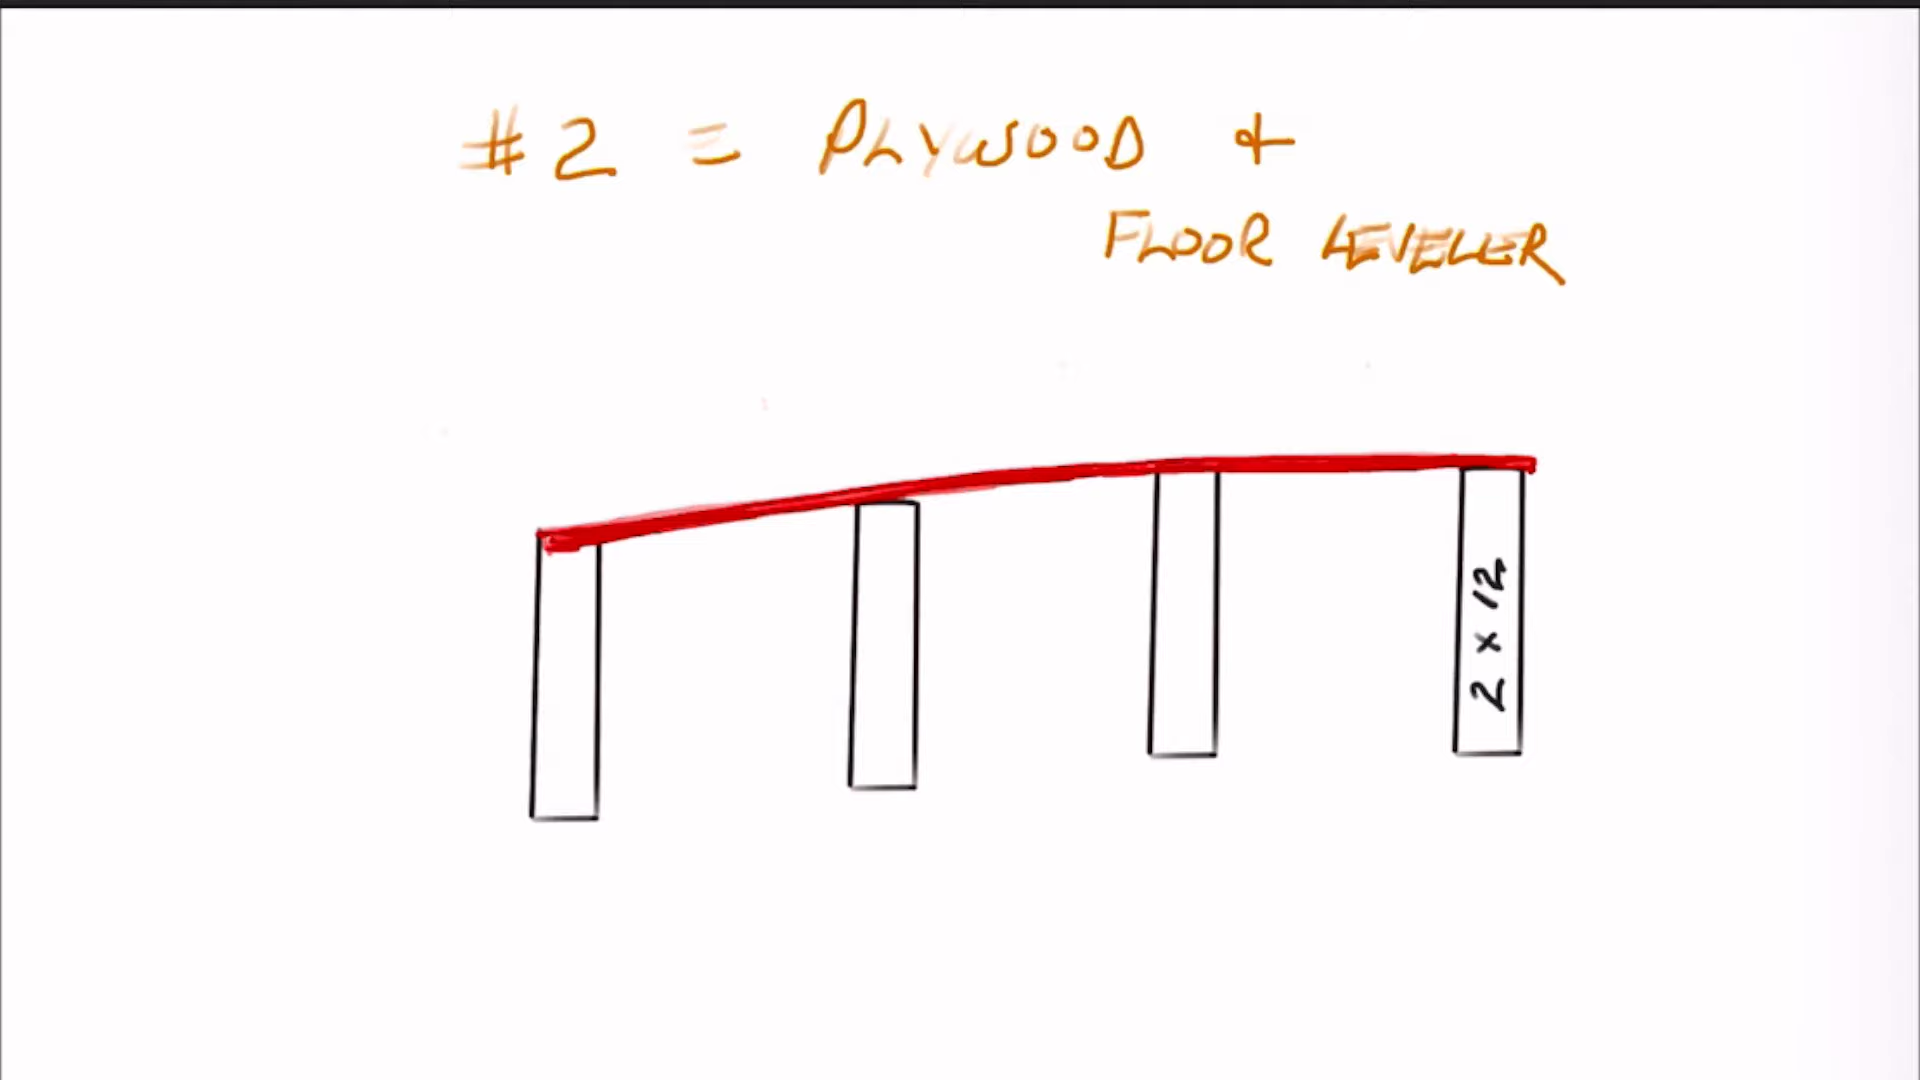 #2 = PLYWOOD +
FLOOR LEVELER
2 x 12